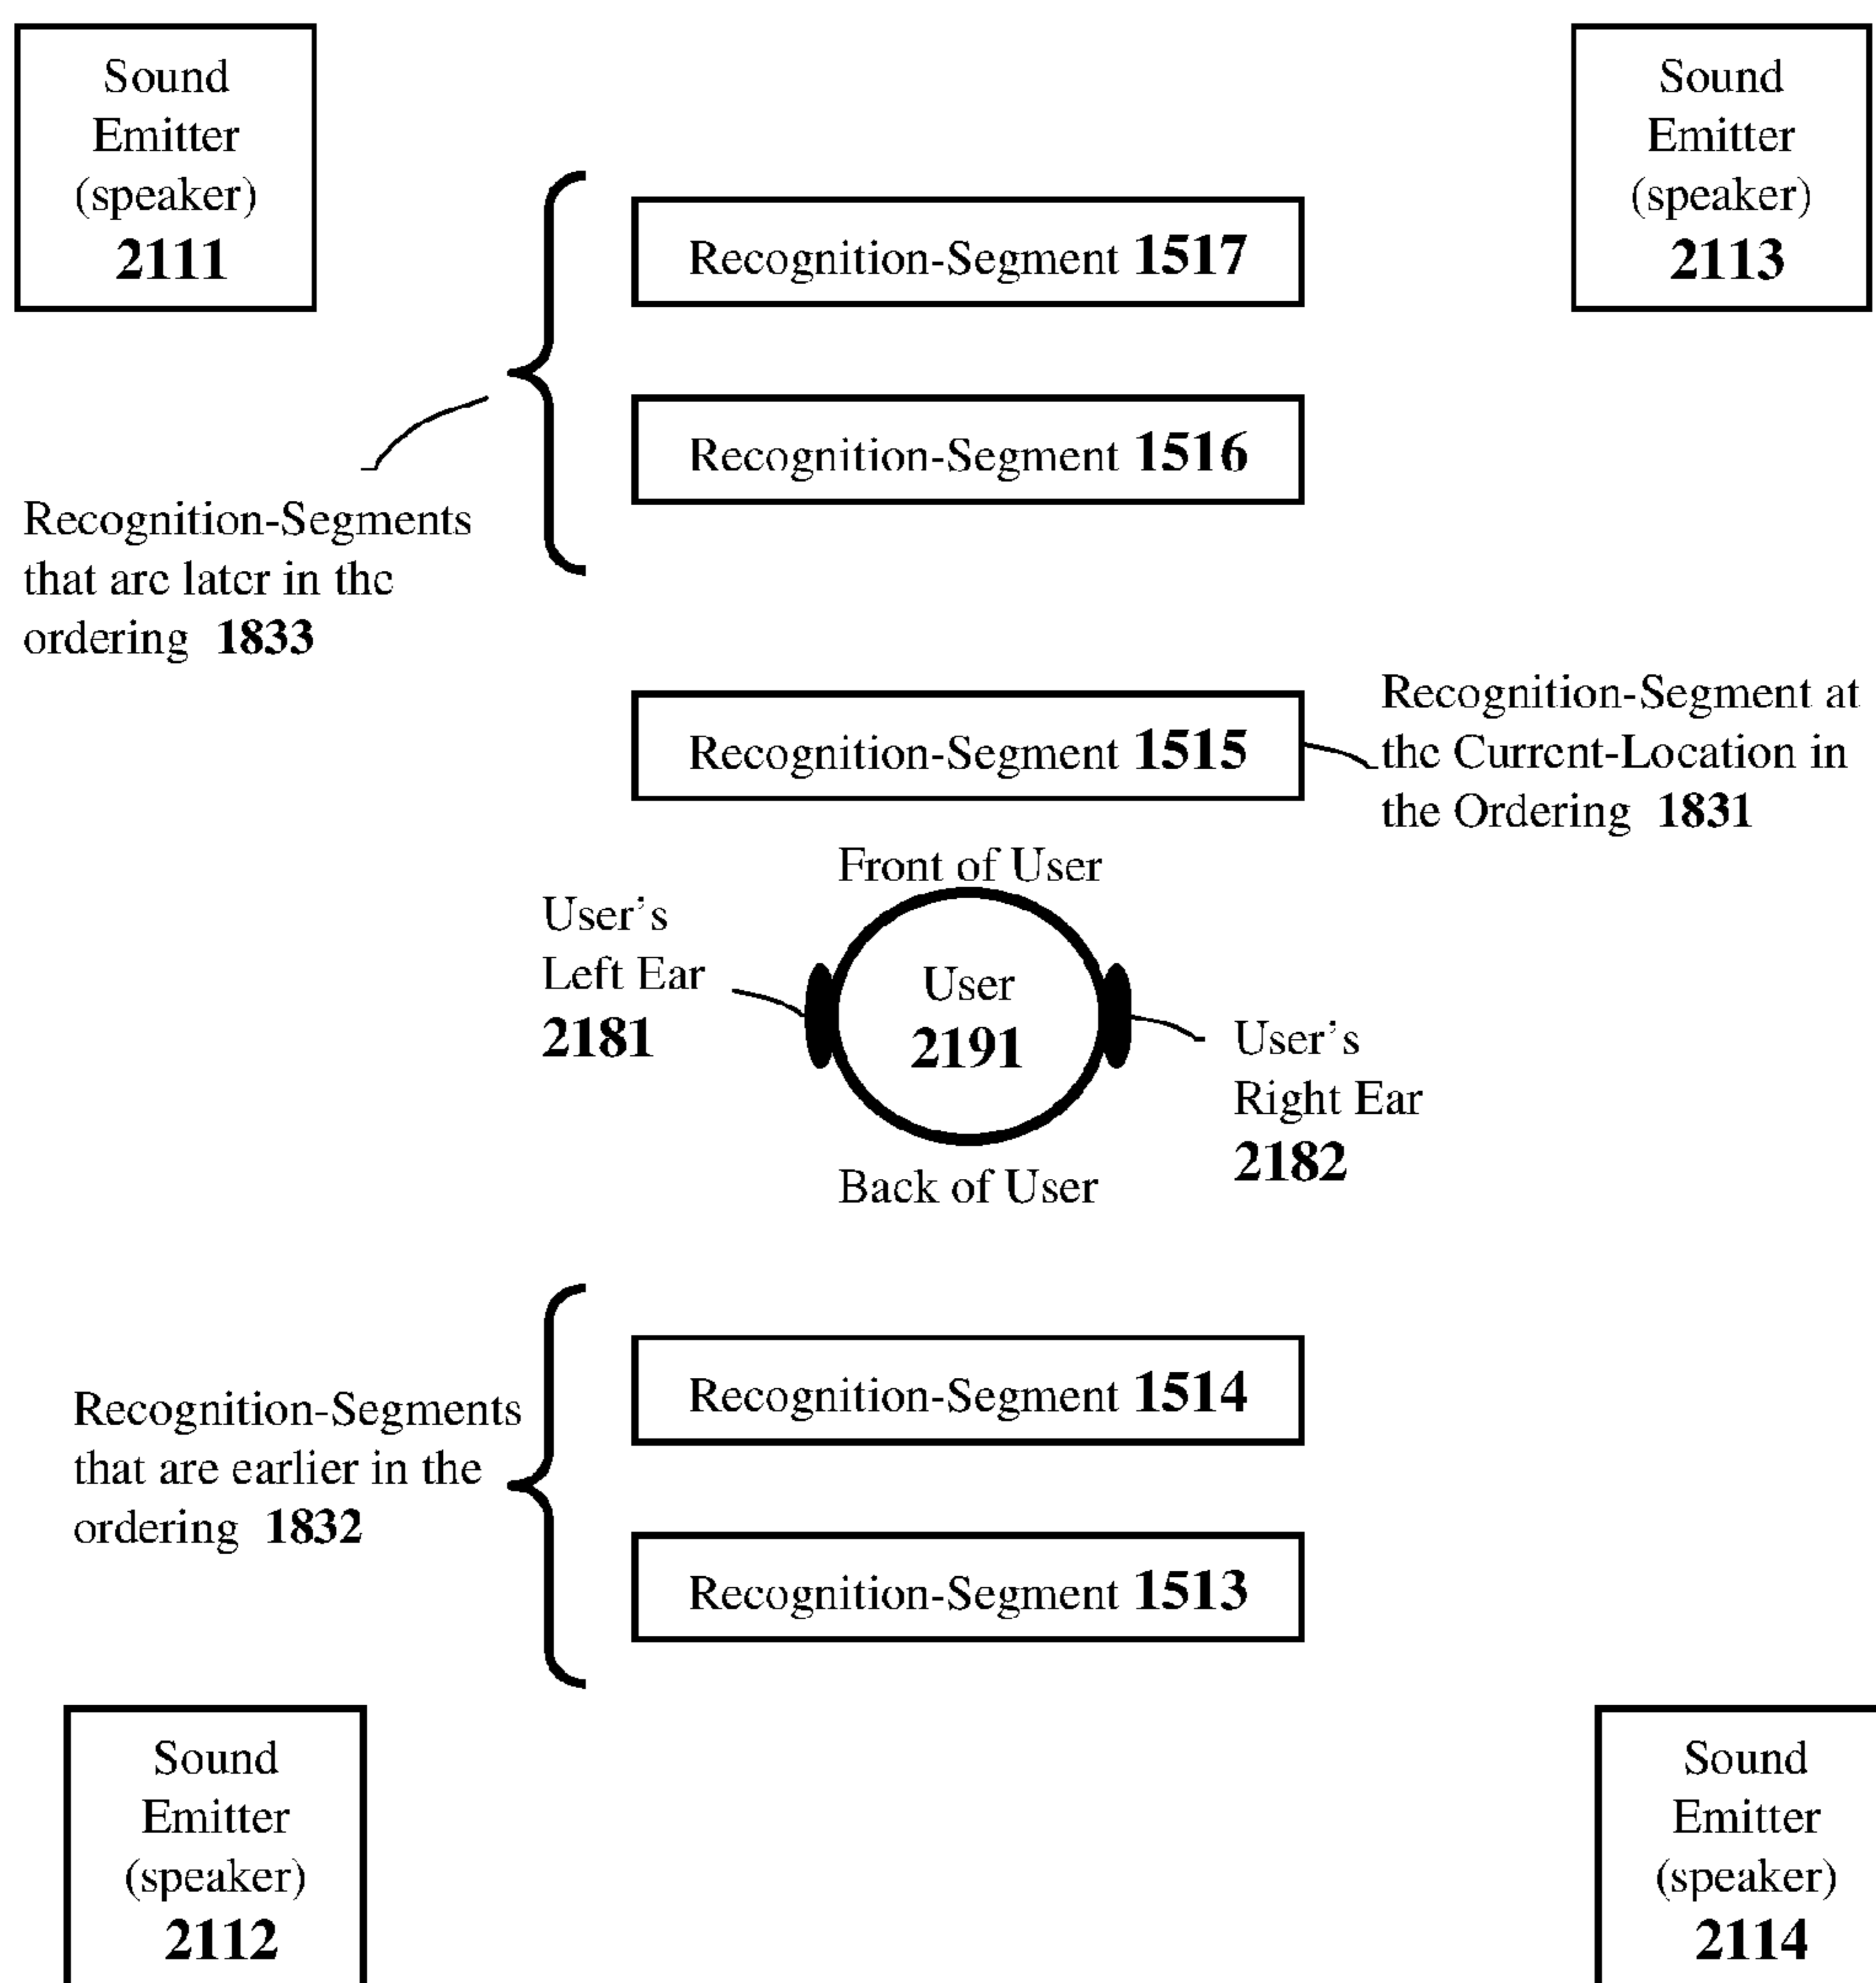 Sound
Emitter
(speaker)
2111
Sound
Emitter
(speaker)
2113
Recognition-Segment 1517
Recognition-Segment 1516
Recognition-Segments
that are later in the
ordering 1833
Recognition-Segment 1515
Recognition-Segment at
the Current-Location in
the Ordering 1831
Front of User
User's
Left Ear
2181
User
2191
User's
Right Ear
2182
Back of User
Recognition-Segment 1514
Recognition-Segments
that are earlier in the
ordering 1832
Recognition-Segment 1513
Sound
Emitter
(speaker)
2112
Sound
Emitter
(speaker)
2114